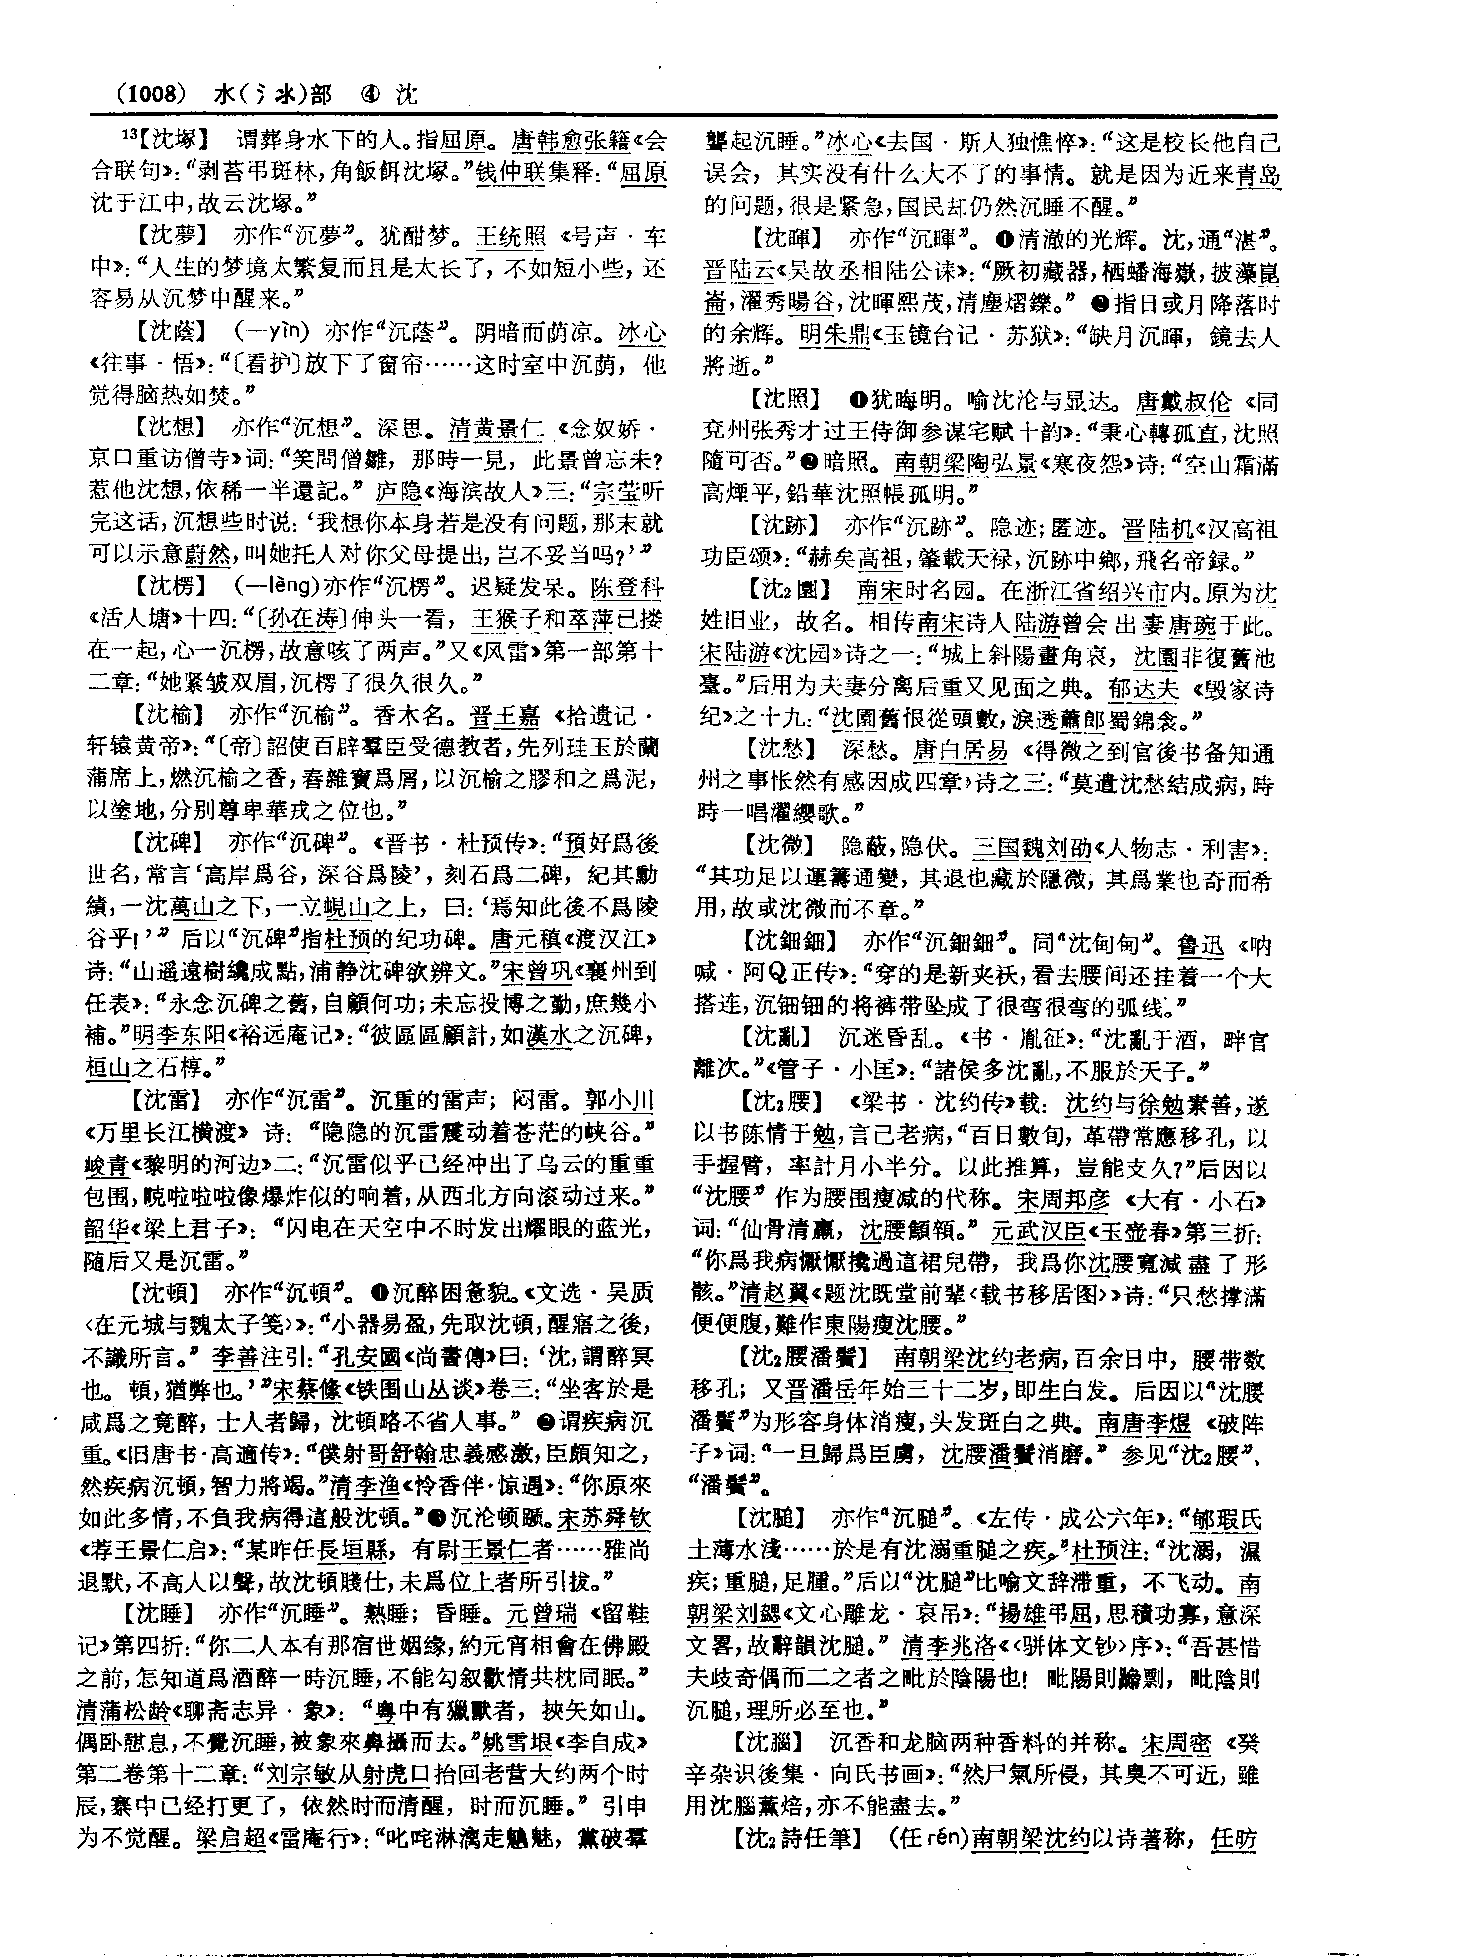 (1008) 水(氵氺)部 ④ 沈
¹³【沈塚】 谓葬身水下的人。指屈原。唐韩愈张籍《会
合联句》:“剥苔弔斑林,角飯餌沈塚。”钱仲联集释:“屈原
沈于江中,故云沈塚。”
【沈夢】 亦作“沉夢”。犹酣梦。王统照《号声·车
中》:“人生的梦境太繁复而且是太长了,不如短小些,还
容易从沉梦中醒来。”
【沈蔭】 (—yīn) 亦作“沉蔭”。阴暗而荫凉。冰心
《往事·悟》:“〔看护〕放下了窗帘……这时室中沉荫,他
觉得脑热如焚。”
【沈想】 亦作“沉想”。深思。清黄景仁《念奴娇·
京口重访僧寺》词:“笑問僧雛,那時一見,此景曾忘未?
惹他沈想,依稀一半還記。”庐隐《海滨故人》三:“宗莹听
完这话,沉想些时说:‘我想你本身若是没有问题,那末就
可以示意蔚然,叫她托人对你父母提出,岂不妥当吗?’”
【沈楞】 (—lèng)亦作“沉楞”。迟疑发呆。陈登科
《活人塘》十四:“〔孙在涛〕伸头一看,王猴子和萃萍已搂
在一起,心一沉楞,故意咳了两声。”又《风雷》第一部第十
二章:“她紧皱双眉,沉楞了很久很久。”
【沈榆】 亦作“沉榆”。香木名。晋王嘉《拾遗记·
轩辕黄帝》:“〔帝〕詔使百辟羣臣受德教者,先列珪玉於蘭
蒲席上,燃沉榆之香,舂雜寶爲屑,以沉榆之膠和之爲泥,
以塗地,分别尊卑華戎之位也。”
【沈碑】 亦作“沉碑”。《晋书·杜预传》:“預好爲後
世名,常言‘高岸爲谷,深谷爲陵’,刻石爲二碑,紀其勳
績,一沈萬山之下,一立峴山之上,曰:‘焉知此後不爲陵
谷乎!’”后以“沉碑”指杜预的纪功碑。唐元稹《渡汉江》
诗:“山遥遠樹纔成點,浦静沈碑欲辨文。”宋曾巩《襄州到
任表》:“永念沉碑之舊,自顧何功;未忘投博之勤,庶幾小
補。”明李东阳《裕远庵记》:“彼區區顧計,如漢水之沉碑,
桓山之石椁。”
【沈雷】 亦作“沉雷”。沉重的雷声;闷雷。郭小川
《万里长江横渡》诗:“隐隐的沉雷震动着苍茫的峡谷。”
峻青《黎明的河边》二:“沉雷似乎已经冲出了乌云的重重
包围,晓啦啦啦像爆炸似的响着,从西北方向滚动过来。”
韶华《梁上君子》:“闪电在天空中不时发出耀眼的蓝光,
随后又是沉雷。”
【沈頓】 亦作“沉頓”。❶沉醉困惫貌。《文选·吴质
〈在元城与魏太子笺〉》:“小器易盈,先取沈頓,醒寤之後,
不識所言。”李善注引:“孔安國《尚書傳》曰:‘沈,謂醉冥
也。頓,猶弊也。’”宋蔡絛《铁围山丛谈》卷三:“坐客於是
咸爲之竟醉,士人者歸,沈頓略不省人事。”❷谓疾病沉
重。《旧唐书·高適传》:“僕射哥舒翰忠義感激,臣頗知之,
然疾病沉頓,智力將竭。”清李渔《怜香伴·惊遇》:“你原來
如此多情,不負我病得這般沈頓。”❸沉沦顿踬。宋苏舜钦
《荐王景仁启》:“某昨任長垣縣,有尉王景仁者……雅尚
退默,不高人以聲,故沈頓賤仕,未爲位上者所引拔。”
【沈睡】 亦作“沉睡”。熟睡;昏睡。元曾瑞《留鞋
记》第四折:“你二人本有那宿世姻缘,約元宵相會在佛殿
之前,怎知道爲酒醉一時沉睡,不能勾叙歡情共枕同眠。”
清蒲松龄《聊斋志异·象》:“粤中有獵獸者,挾矢如山。
偶卧憇息,不覺沉睡,被象來鼻攝而去。”姚雪垠《李自成》
第二卷第十二章:“刘宗敏从射虎口抬回老营大约两个时
辰,寨中已经打更了,依然时而清醒,时而沉睡。”引申
为不觉醒。梁启超《雷庵行》:“叱咤淋漓走魑魅,黨破羣
聾起沉睡。”冰心《去国·斯人独憔悴》:“这是校长他自己
误会,其实没有什么大不了的事情。就是因为近来青岛
的问题,很是紧急,国民却仍然沉睡不醒。”
【沈暉】 亦作“沉暉”。❶清澈的光辉。沈,通“湛”。
晋陆云《吴故丞相陆公诔》:“厥初藏器,栖蟠海嶽,披藻崑
崙,濯秀暘谷,沈暉熙茂,清塵熠鑠。”❷指日或月降落时
的余辉。明朱鼎《玉镜台记·苏狱》:“缺月沉暉,鏡去人
將逝。”
【沈照】 ❶犹晦明。喻沈沦与显达。唐戴叔伦《同
兖州张秀才过王侍御参谋宅赋十韵》:“秉心轉孤直,沈照
隨可否。”❷暗照。南朝梁陶弘景《寒夜怨》诗:“空山霜滿
高煙平,鉛華沈照帳孤明。”
【沈跡】 亦作“沉跡”。隐迹;匿迹。晋陆机《汉高祖
功臣颂》:“赫矣高祖,肇載天禄,沉跡中鄉,飛名帝録。”
【沈₂園】 南宋时名园。在浙江省绍兴市内。原为沈
姓旧业,故名。相传南宋诗人陆游曾会出妻唐琬于此。
宋陆游《沈园》诗之一:“城上斜陽畫角哀,沈園非復舊池
臺。”后用为夫妻分离后重又见面之典。郁达夫《毁家诗
纪》之十九:“沈園舊恨從頭數,淚透蕭郎蜀錦衾。”
【沈愁】 深愁。唐白居易《得微之到官後书备知通
州之事怅然有感因成四章》诗之三:“莫遣沈愁結成病,時
時一唱濯纓歌。”
【沈微】 隐蔽,隐伏。三国魏刘劭《人物志·利害》:
“其功足以運籌通變,其退也藏於隱微,其爲業也奇而希
用,故或沈微而不章。”
【沈鈿鈿】 亦作“沉鈿鈿”。同“沈甸甸”。鲁迅《呐
喊·阿Q正传》:“穿的是新夹袄,看去腰间还挂着一个大
搭连,沉钿钿的将裤带坠成了很弯很弯的弧线。”
【沈亂】 沉迷昏乱。《书·胤征》:“沈亂于酒,畔官
離次。”《管子·小匡》:“諸侯多沈亂,不服於天子。”
【沈₂腰】 《梁书·沈约传》载:沈约与徐勉素善,遂
以书陈情于勉,言己老病,“百日數旬,革帶常應移孔,以
手握臂,率計月小半分。以此推算,豈能支久?”后因以
“沈腰”作为腰围瘦减的代称。宋周邦彦《大有·小石》
词:“仙骨清羸,沈腰顦顇。”元武汉臣《玉壶春》第三折:
“你爲我病懨懨攙過這裙兒帶,我爲你沈腰寬減盡了形
骸。”清赵翼《题沈既堂前辈〈载书移居图〉》诗:“只愁撑滿
便便腹,難作東陽瘦沈腰。”
【沈₂腰潘鬢】 南朝梁沈约老病,百余日中,腰带数
移孔;又晋潘岳年始三十二岁,即生白发。后因以“沈腰
潘鬢”为形容身体消瘦,头发斑白之典。南唐李煜《破阵
子》词:“一旦歸爲臣虜,沈腰潘鬢消磨。”参见“沈₂腰”、
“潘鬢”。
【沈膇】 亦作“沉膇”。《左传·成公六年》:“郇瑕氏
土薄水淺……於是有沈溺重膇之疾。”杜预注:“沈溺,濕
疾;重膇,足腫。”后以“沈膇”比喻文辞滞重,不飞动。南
朝梁刘勰《文心雕龙·哀吊》:“揚雄弔屈,思積功寡,意深
文畧,故辭韻沈膇。”清李兆洛《〈骈体文钞〉序》:“吾甚惜
夫歧奇偶而二之者之毗於陰陽也!毗陽則躁剽,毗陰則
沉膇,理所必至也。”
【沈腦】 沉香和龙脑两种香料的并称。宋周密《癸
辛杂识後集·向氏书画》:“然尸氣所侵,其臭不可近,雖
用沈腦薰焙,亦不能盡去。”
【沈₂詩任筆】 (任rén)南朝梁沈约以诗著称,任昉